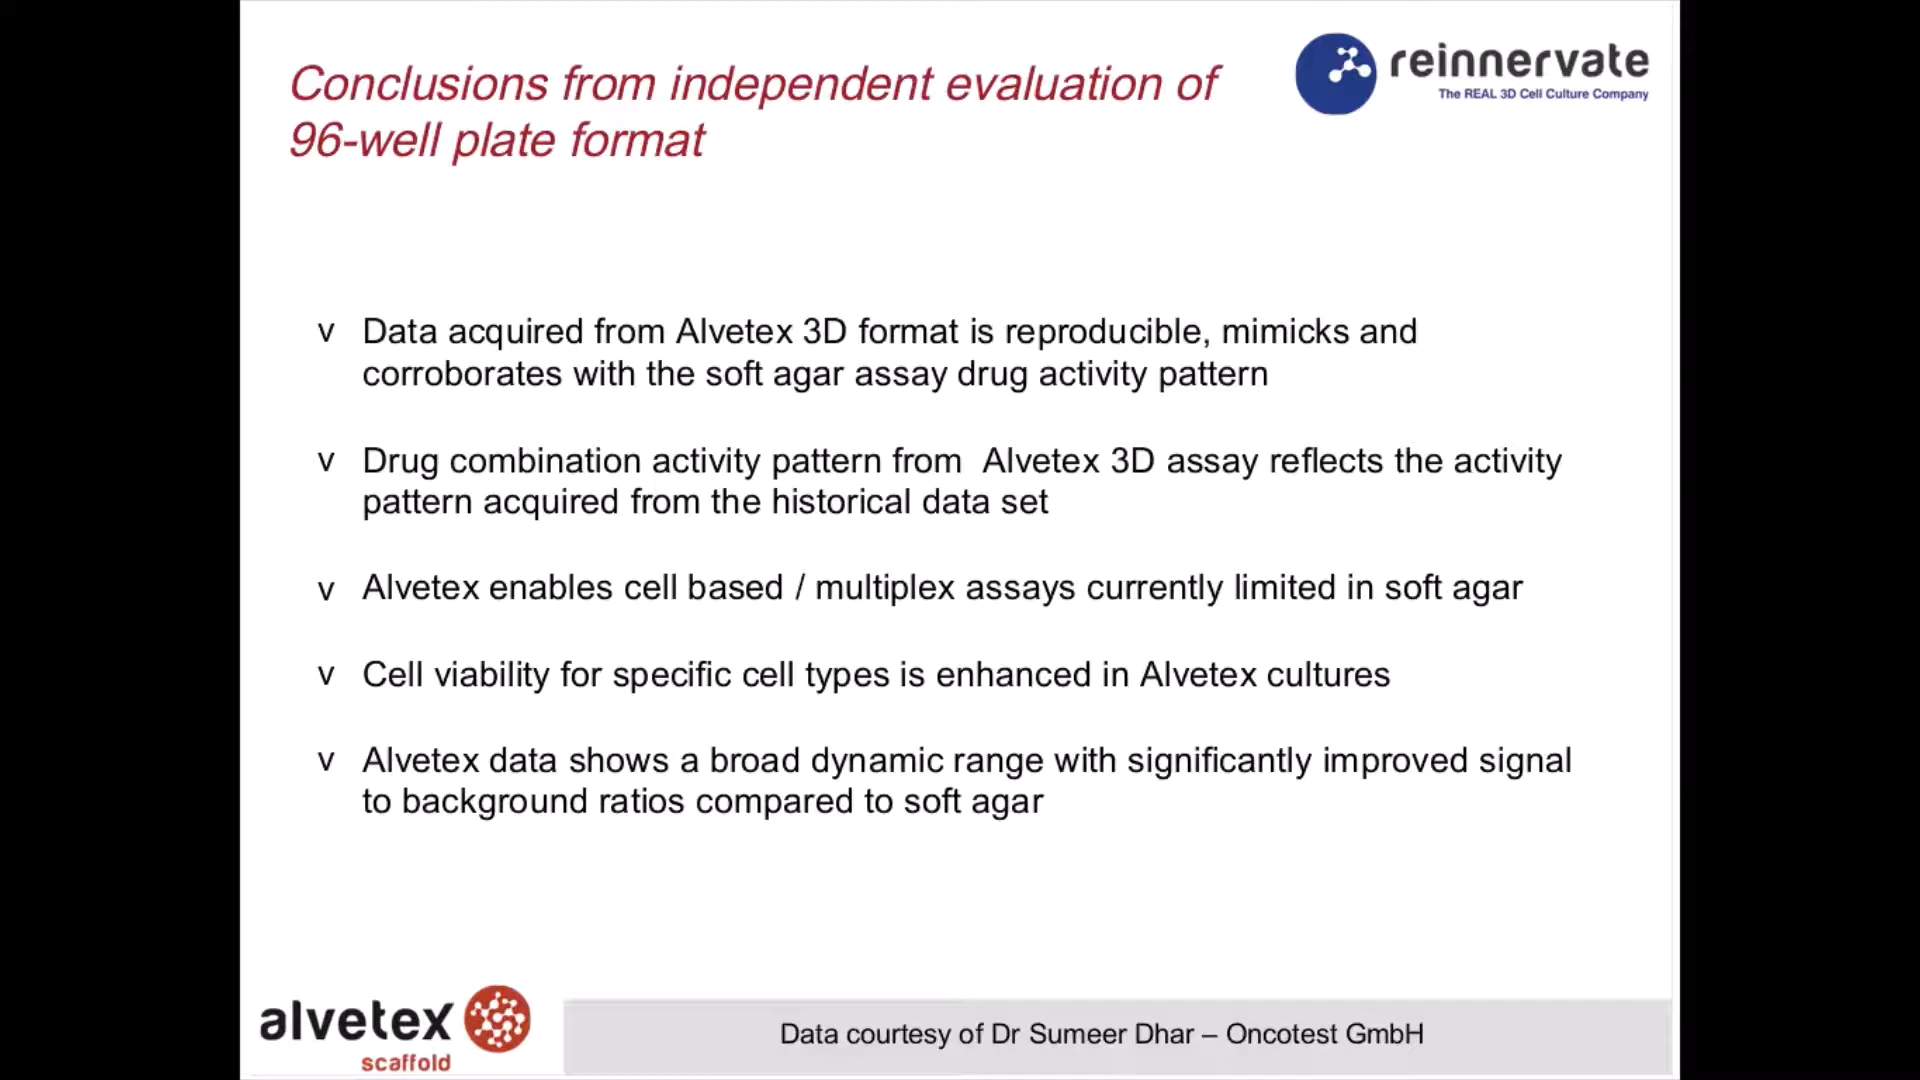 Conclusions from independent evaluation of
96-well plate format
reinnervate
The REAL 3D Cell Culture Company
v Data acquired from Alvetex 3D format is reproducible, mimicks and
corroborates with the soft agar assay drug activity pattern
v Drug combination activity pattern from  Alvetex 3D assay reflects the activity
pattern acquired from the historical data set
v Alvetex enables cell based / multiplex assays currently limited in soft agar
v Cell viability for specific cell types is enhanced in Alvetex cultures
v Alvetex data shows a broad dynamic range with significantly improved signal
to background ratios compared to soft agar
alvetex
scaffold
Data courtesy of Dr Sumeer Dhar – Oncotest GmbH